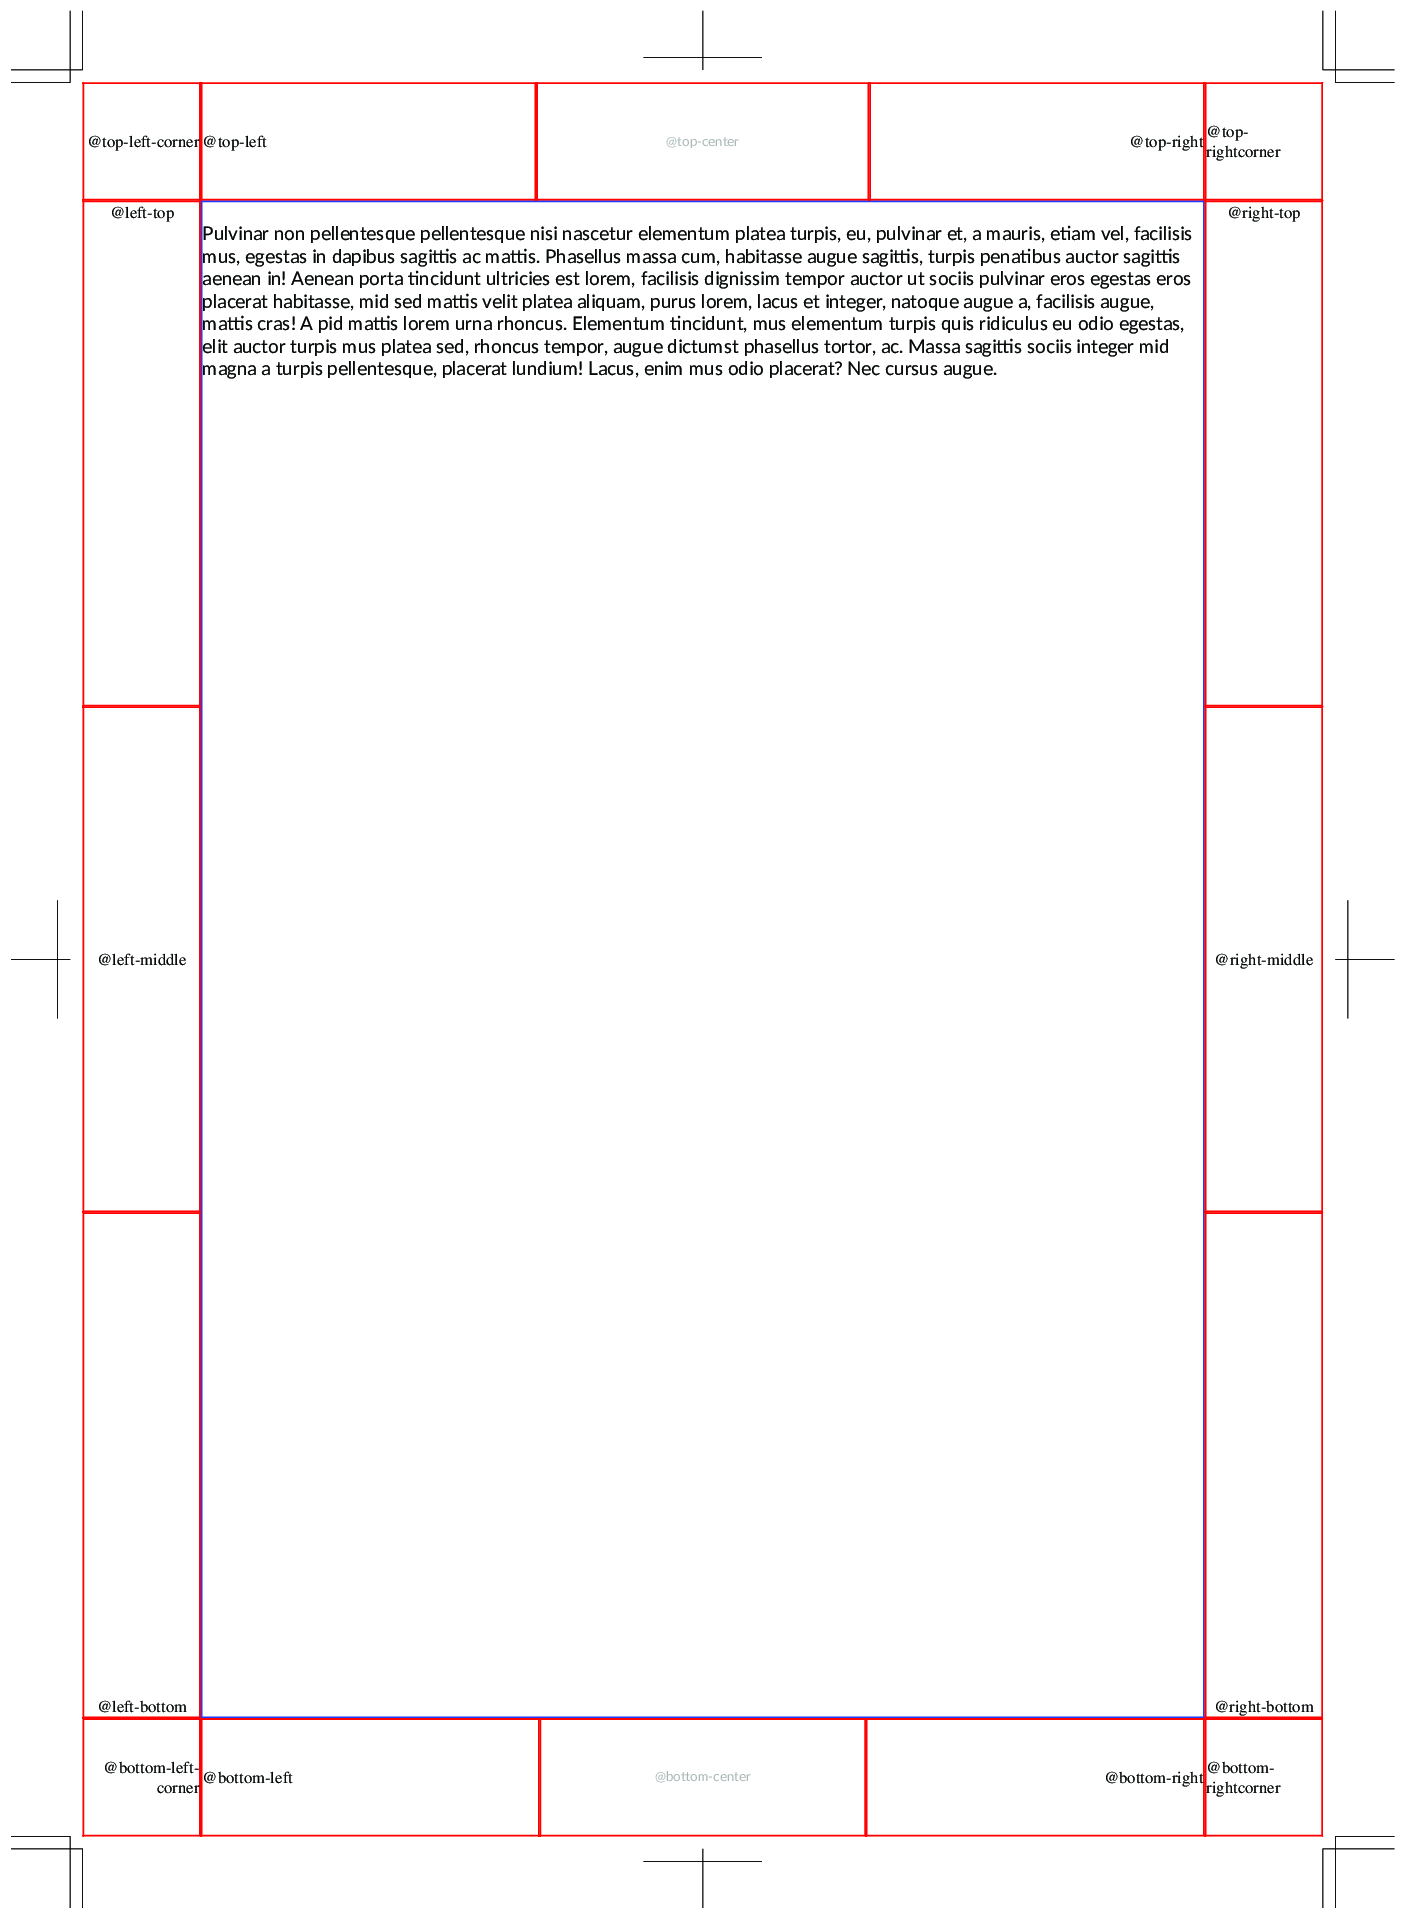 @top-left-corner
@top-left
@top-center
@top-right
@top-
rightcorner
@left-top
@right-top
Pulvinar non pellentesque pellentesque nisi nascetur elementum platea turpis, eu, pulvinar et, a mauris, etiam vel, facilisis
mus, egestas in dapibus sagittis ac mattis. Phasellus massa cum, habitasse augue sagittis, turpis penatibus auctor sagittis
aenean in! Aenean porta tincidunt ultricies est lorem, facilisis dignissim tempor auctor ut sociis pulvinar eros egestas eros
placerat habitasse, mid sed mattis velit platea aliquam, purus lorem, lacus et integer, natoque augue a, facilisis augue,
mattis cras! A pid mattis lorem urna rhoncus. Elementum tincidunt, mus elementum turpis quis ridiculus eu odio egestas,
elit auctor turpis mus platea sed, rhoncus tempor, augue dictumst phasellus tortor, ac. Massa sagittis sociis integer mid
magna a turpis pellentesque, placerat lundium! Lacus, enim mus odio placerat? Nec cursus augue.
@left-middle
@right-middle
@left-bottom
@right-bottom
@bottom-left-
corner
@bottom-left
@bottom-center
@bottom-right
@bottom-
rightcorner